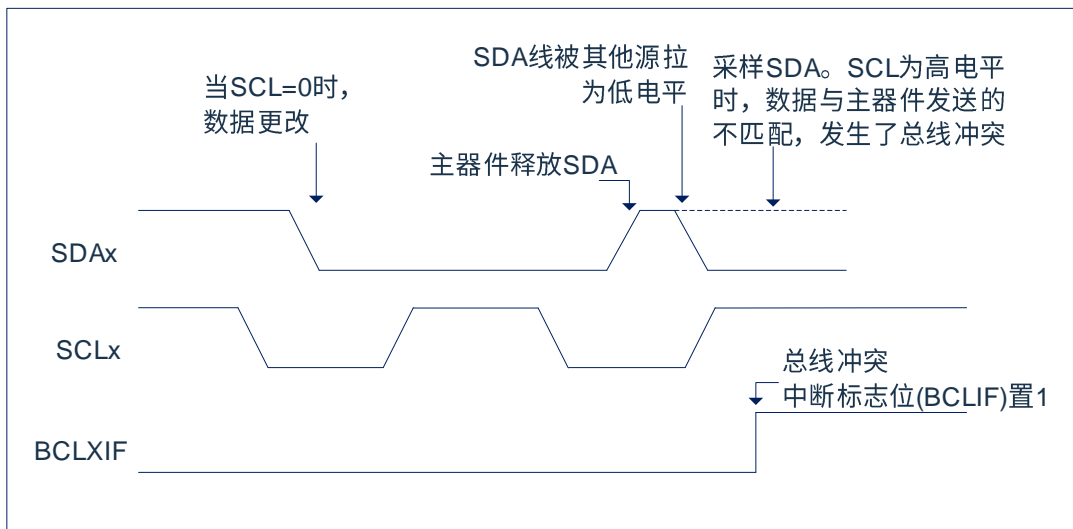 当SCL=0时，
数据更改
SDA线被其他源拉
为低电平
采样SDA。SCL为高电平
时，数据与主器件发送的
不匹配，发生了总线冲突
主器件释放SDA
SDAx
SCLx
总线冲突
中断标志位(BCLIF)置1
BCLXIF